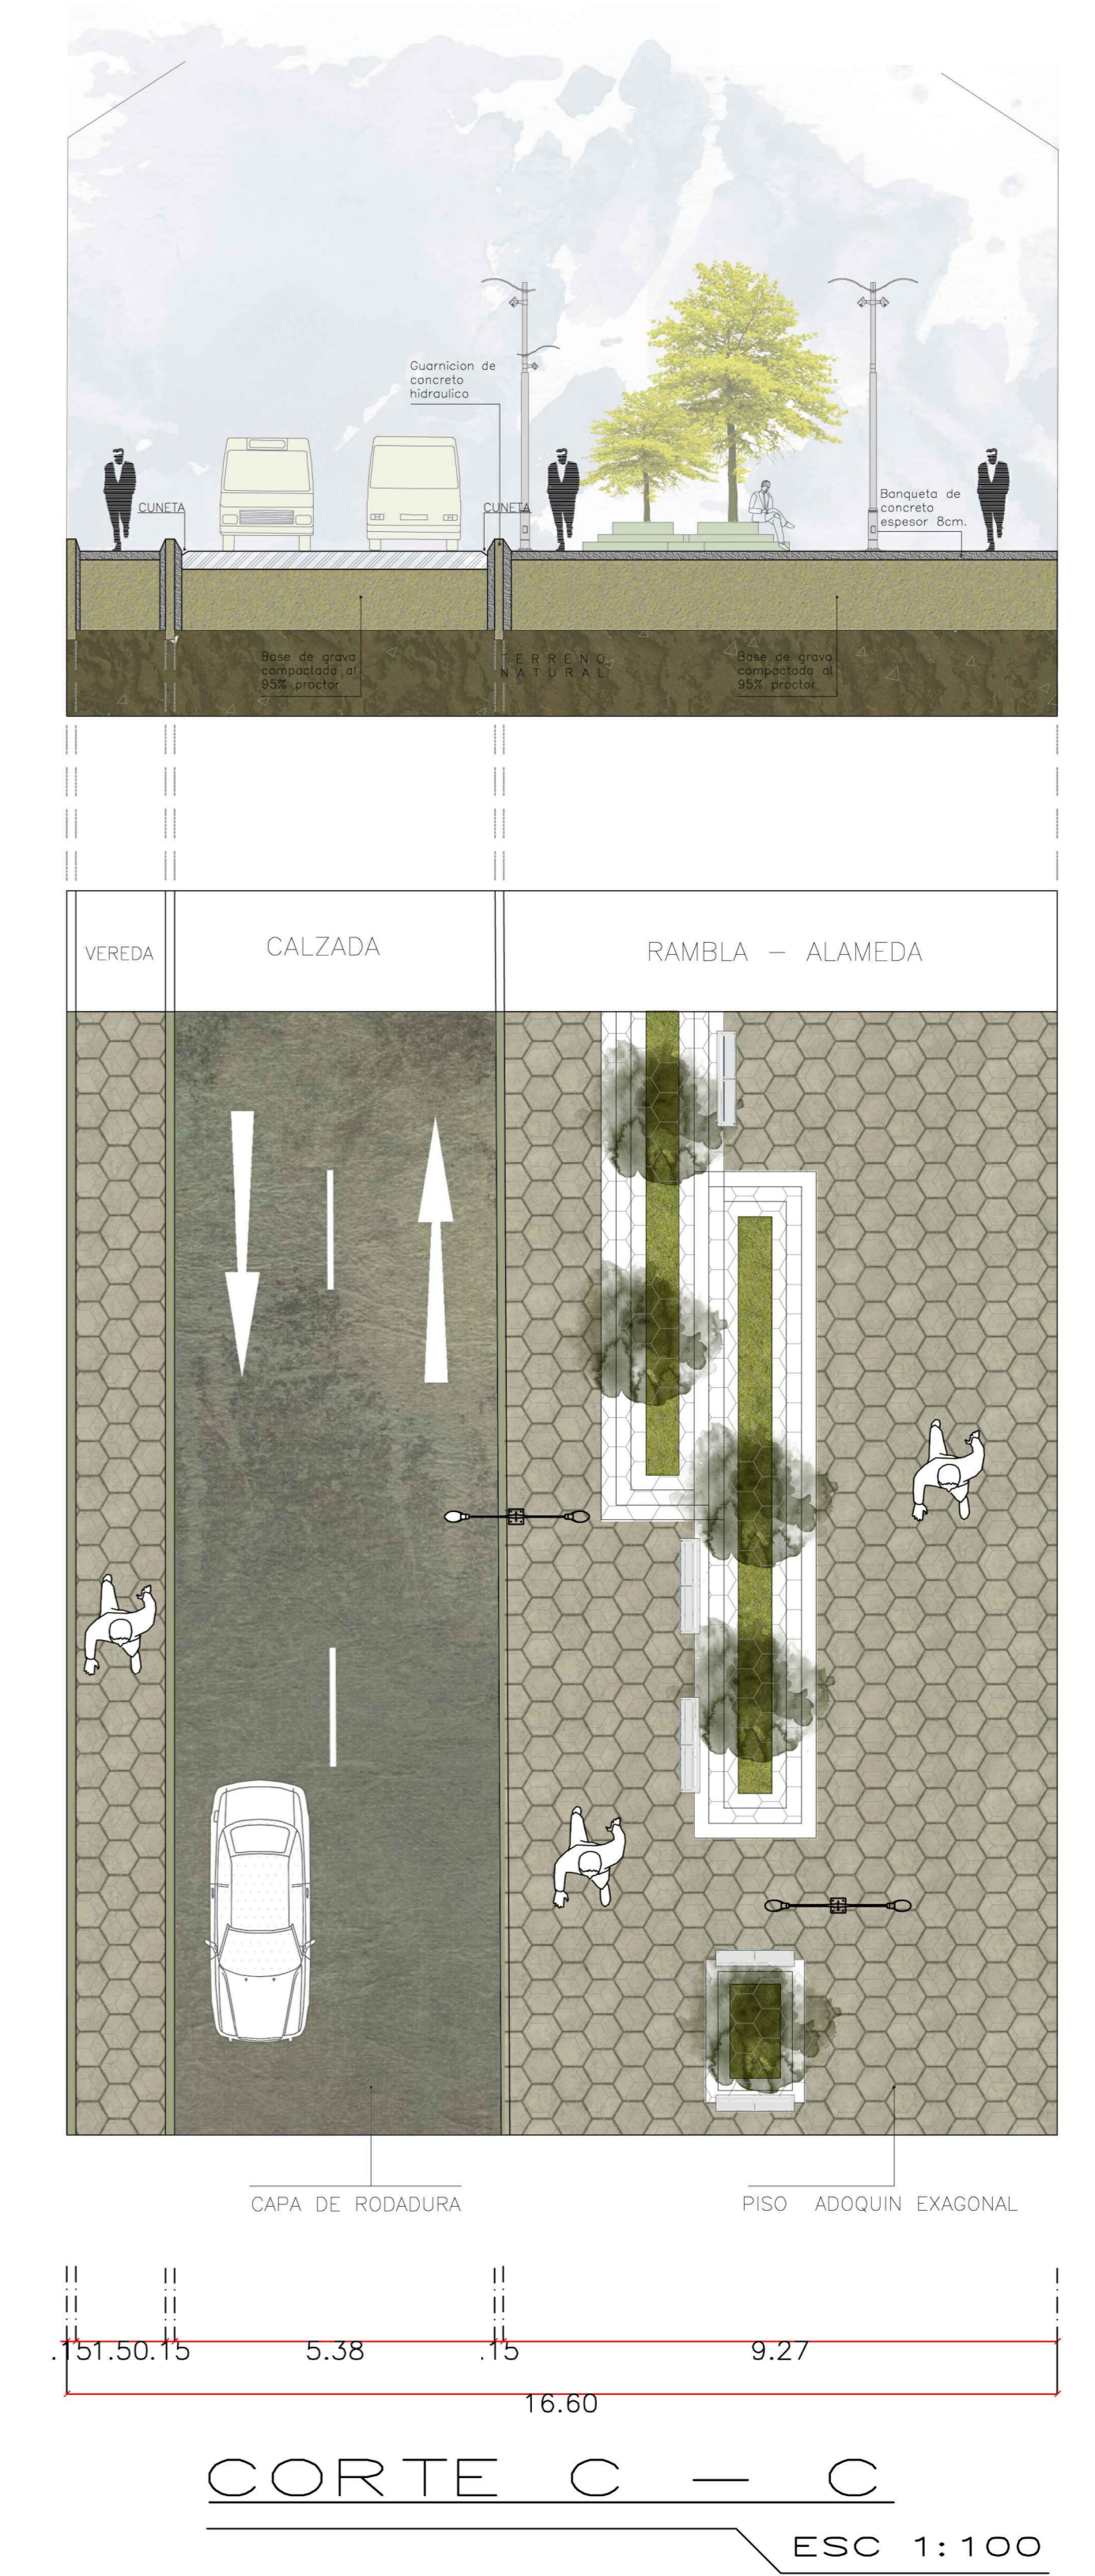 Guarnicion de
concreto
hidraulico
CUNETA
CUNETA
Banqueta de
concreto
espesor 8cm.
Base de grava
compactada al
95% proctor
TERRENO
NATURAL
Base de grava
compactada al
95% proctor
VEREDA
CALZADA
RAMBLA - ALAMEDA
CAPA DE RODADURA
PISO ADOQUIN EXAGONAL
.15 1.50 .15 5.38 .15 9.27
16.60
CORTE C - C
ESC 1:100